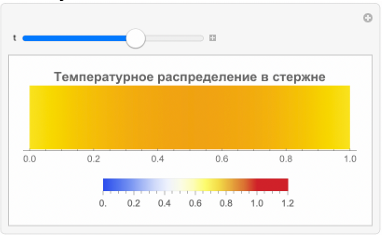 t
Температурное распределение в стержне
0.0 0.2 0.4 0.6 0.8 1.0
0. 0.2 0.4 0.6 0.8 1.0 1.2